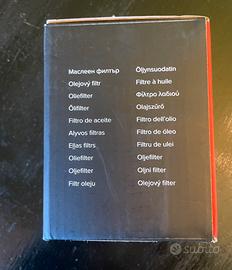 Маслеен филтър
Olejový filtr
Oliefilter
Ölfilter
Filtro de aceite
Alyvos filtras
Eļļas filtrs
Oliefilter
Oljefilter
Filtr oleju
Öljynsuodatin
Filtre à huile
Φίλτρο λαδιού
Olajszűrő
Filtro dell'olio
Filtro de óleo
Filtru de ulei
Oljefilter
Oljni filter
Olejový filter
subito